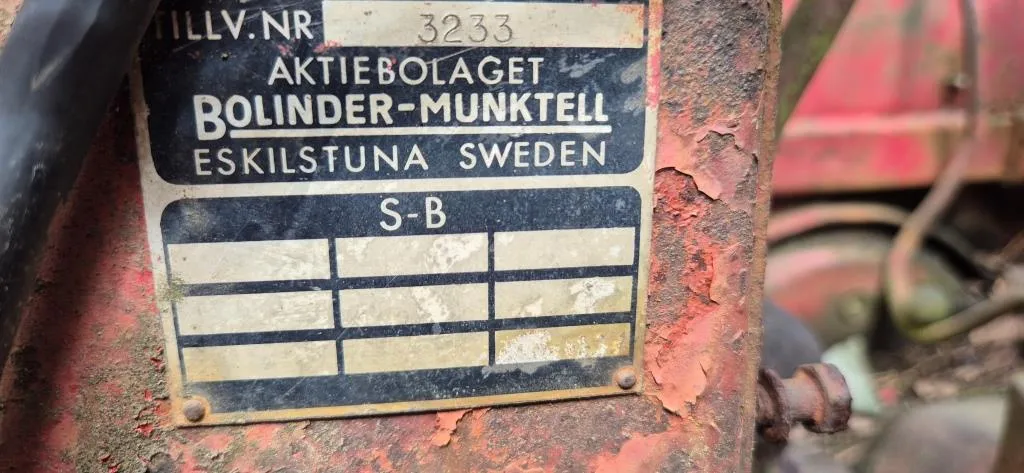 TILLV.NR 3233
AKTIEBOLAGET
BOLINDER-MUNKTELL
ESKILSTUNA SWEDEN
S-B